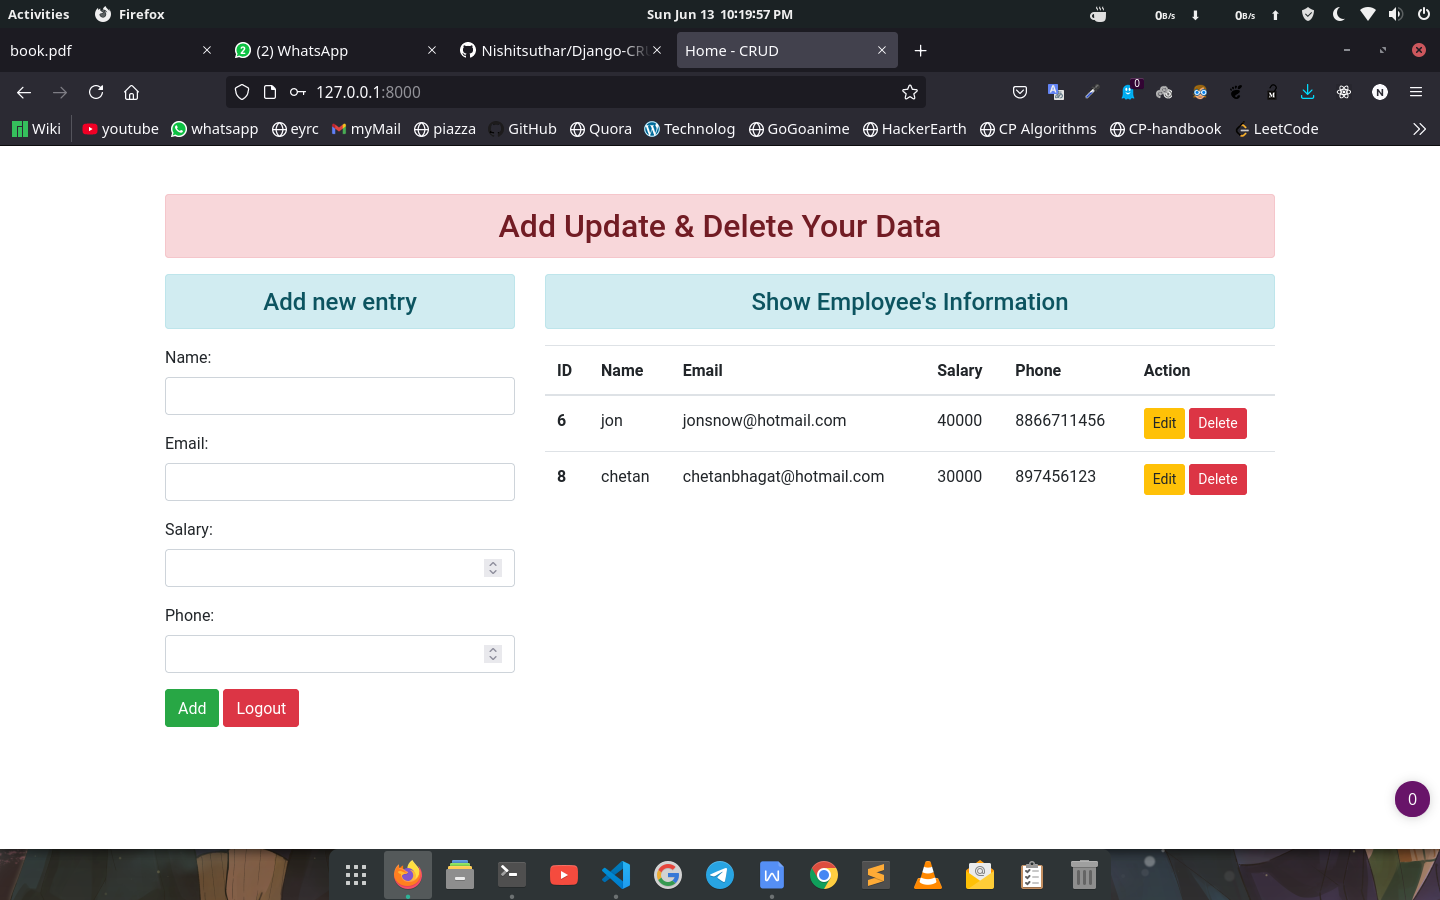 Activities Firefox Sun Jun 13 10:19:57 PM 0B/s 0B/s
book.pdf (2) WhatsApp Nishitsuthar/Django-CR Home - CRUD
127.0.0.1:8000 0 N
Wiki youtube whatsapp eyrc myMail piazza GitHub Quora Technolog GoGoanime HackerEarth CP Algorithms CP-handbook LeetCode
Add Update & Delete Your Data
Add new entry
Show Employee's Information
Name:
Email:
Salary:
Phone:
Add Logout
ID Name Email Salary Phone Action
6 jon jonsnow@hotmail.com 40000 8866711456 Edit Delete
8 chetan chetanbhagat@hotmail.com 30000 897456123 Edit Delete
0